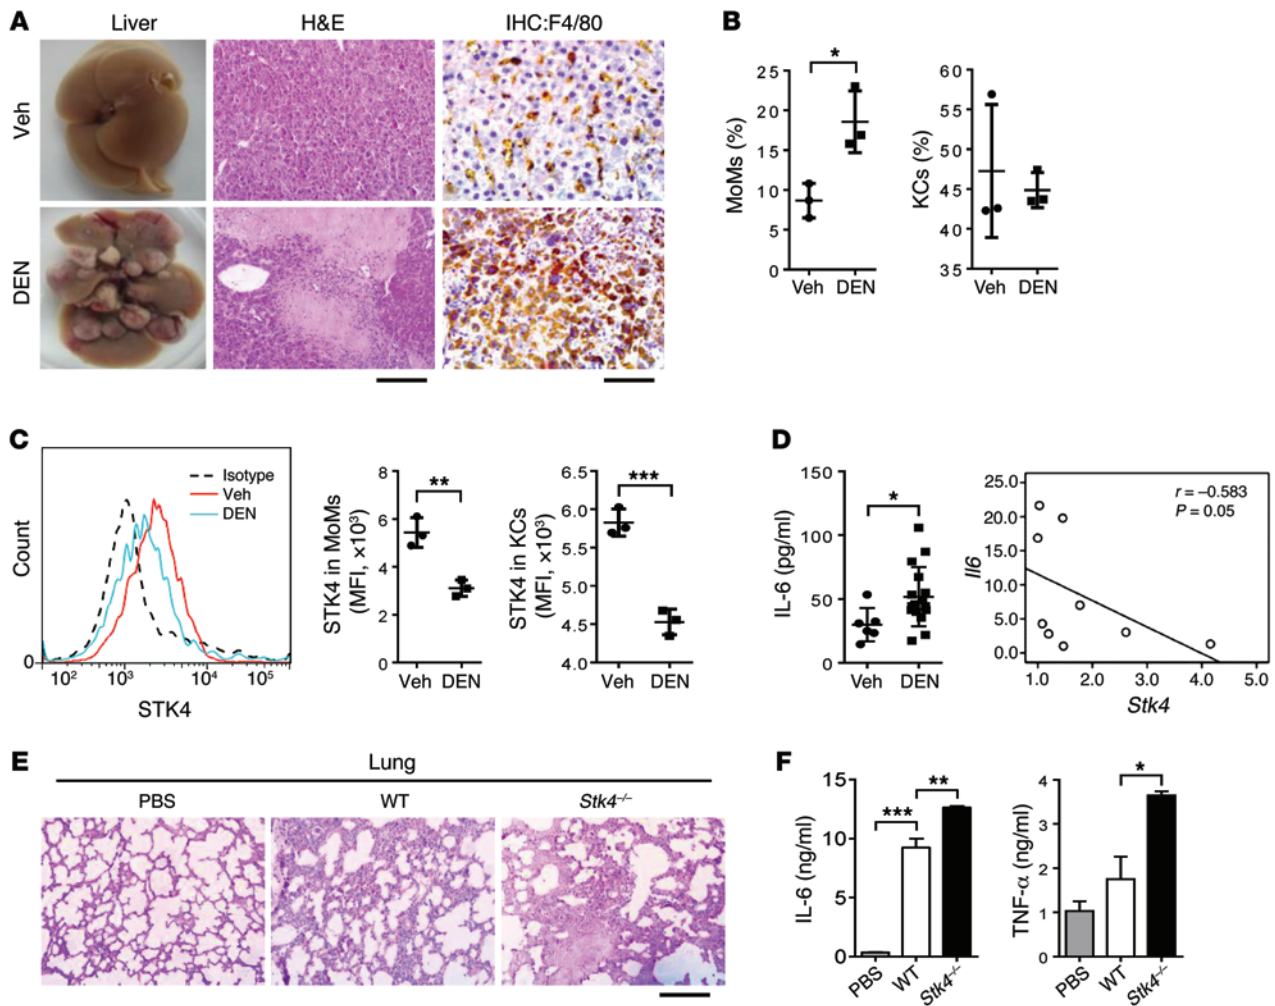 A
Liver
H&E
IHC:F4/80
Veh
DEN
B
*
MoMs (%)
25
20
15
10
5
0
Veh DEN
KCs (%)
60
55
50
45
40
35
Veh DEN
C
Count
0
Isotype
Veh
DEN
10² 10³ 10⁴ 10⁵
STK4
**
STK4 in MoMs
(MFI, ×10³)
8
6
4
2
0
Veh DEN
***
STK4 in KCs
(MFI, ×10³)
6.5
6.0
5.5
5.0
4.5
4.0
Veh DEN
D
*
IL-6 (pg/ml)
150
100
50
0
Veh DEN
r = –0.583
P = 0.05
Il6
25.0
20.0
15.0
10.0
5.0
0.0
1.0 2.0 3.0 4.0 5.0
Stk4
E
Lung
PBS
WT
Stk4⁻/⁻
F
*** **
IL-6 (ng/ml)
15
10
5
0
PBS WT Stk4⁻/⁻
*
TNF-α (ng/ml)
4
3
2
1
0
PBS WT Stk4⁻/⁻